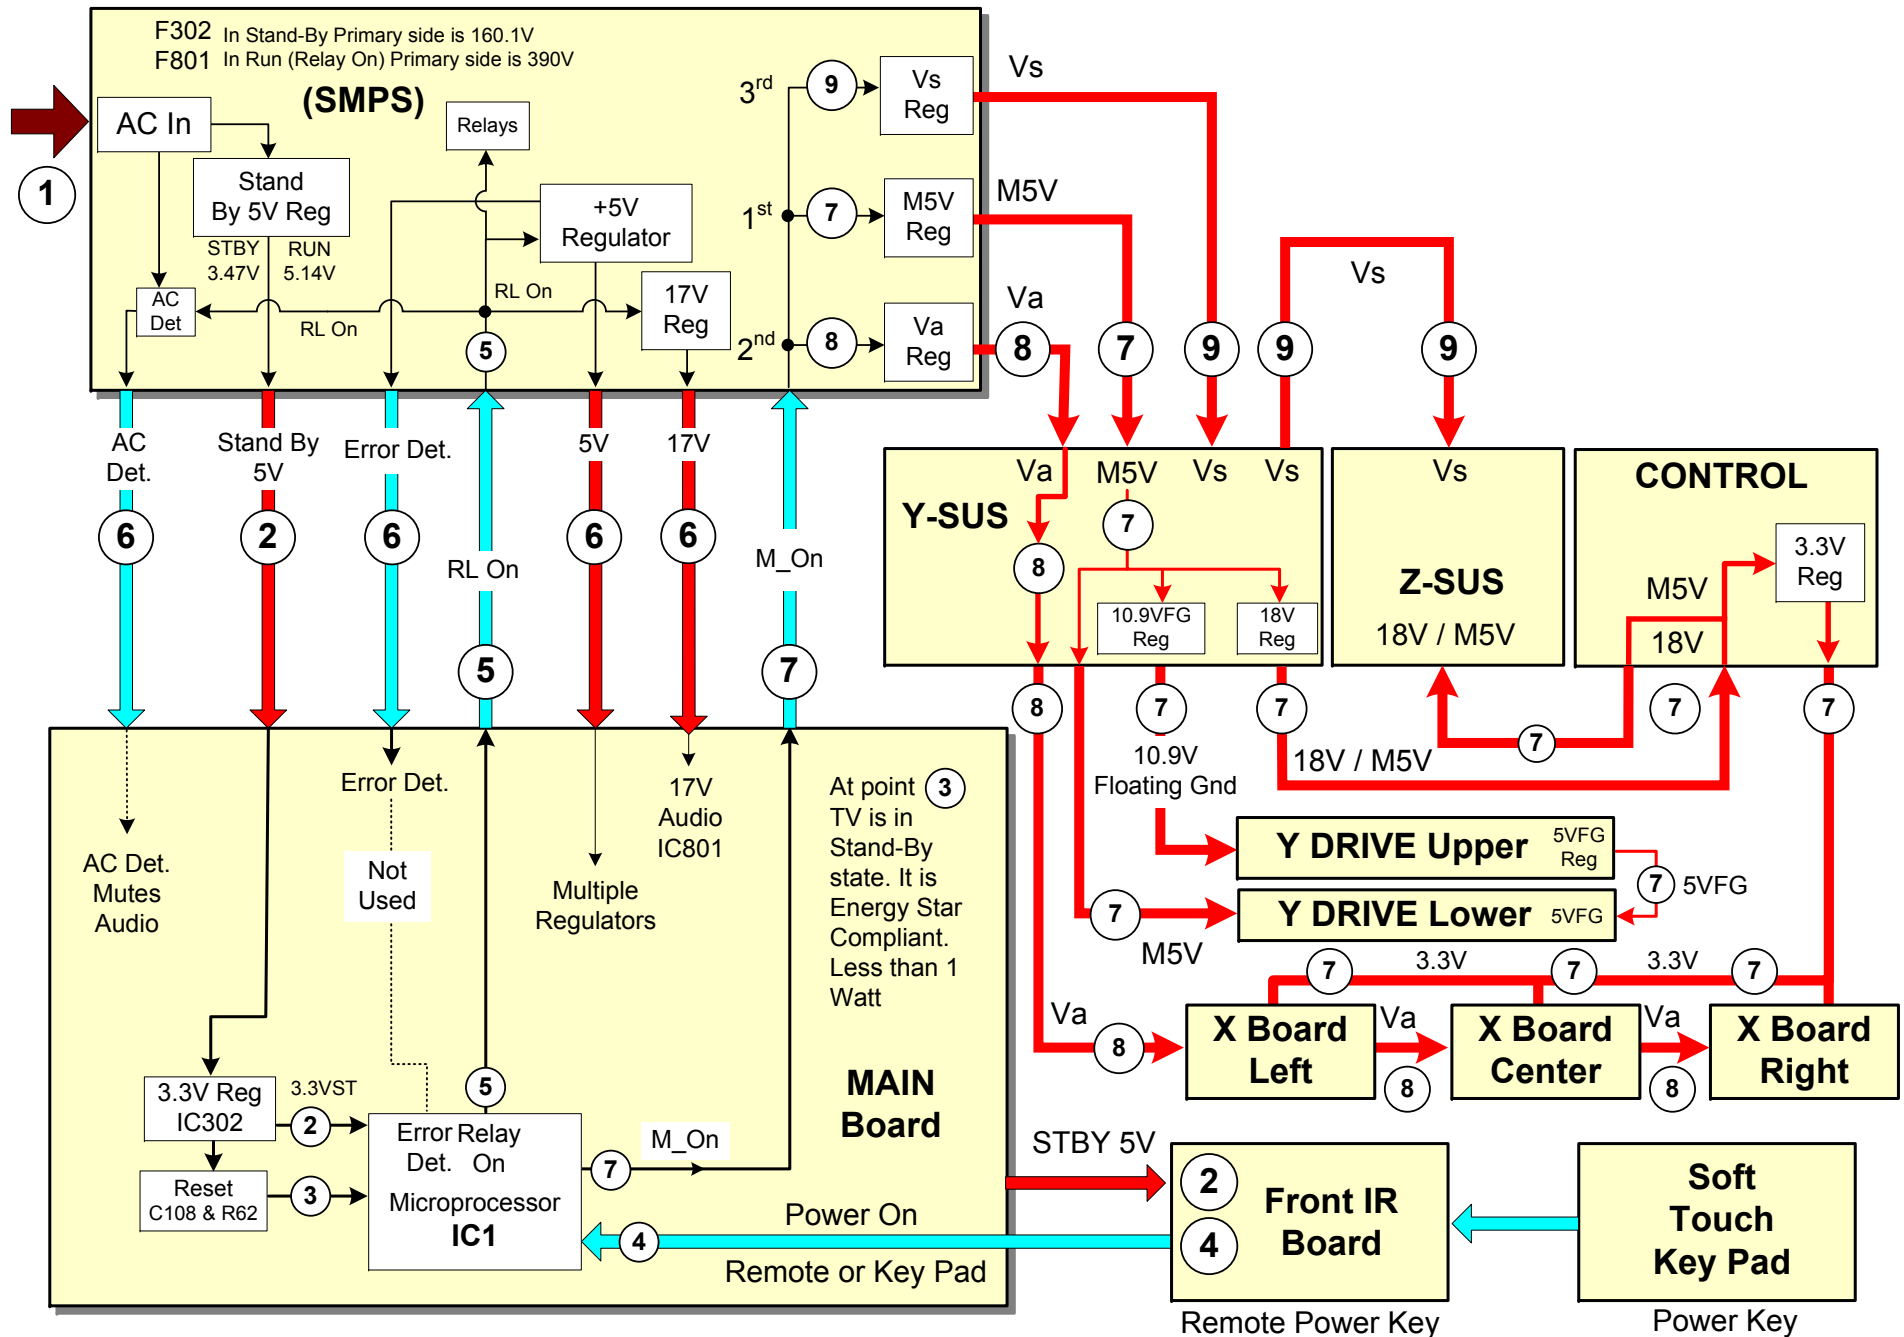 F302 In Stand-By Primary side is 160.1V
F801 In Run (Relay On) Primary side is 390V
(SMPS)
1
AC In
Stand
By 5V Reg
STBY
3.47V
RUN
5.14V
AC
Det
RL On
Relays
+5V
Regulator
RL On
5
17V
Reg
3rd
9
Vs
Reg
1st
7
M5V
Reg
2nd
8
Va
Reg
Vs
M5V
Va
8
7
9
9
Vs
9
AC
Det.
6
Stand By
5V
2
Error Det.
6
RL On
5
5V
6
17V
6
M_On
7
Y-SUS
Va
M5V
Vs
Vs
7
8
10.9VFG
Reg
18V
Reg
Vs
Z-SUS
18V / M5V
CONTROL
3.3V
Reg
M5V
18V
8
7
7
7
7
7
10.9V
Floating Gnd
18V / M5V
Y DRIVE Upper
5VFG
Reg
7
5VFG
Y DRIVE Lower
5VFG
7
M5V
7
3.3V
7
3.3V
7
Va
8
X Board
Left
Va
8
X Board
Center
Va
8
X Board
Right
AC Det.
Mutes
Audio
Error Det.
Not
Used
Multiple
Regulators
17V
Audio
IC801
At point 3
TV is in
Stand-By
state. It is
Energy Star
Compliant.
Less than 1
Watt
MAIN
Board
3.3V Reg
IC302
3.3VST
2
Reset
C108 & R62
3
5
Error Relay
Det. On
Microprocessor
IC1
7
M_On
4
Power On
Remote or Key Pad
STBY 5V
2
4
Front IR
Board
Remote Power Key
Soft
Touch
Key Pad
Power Key